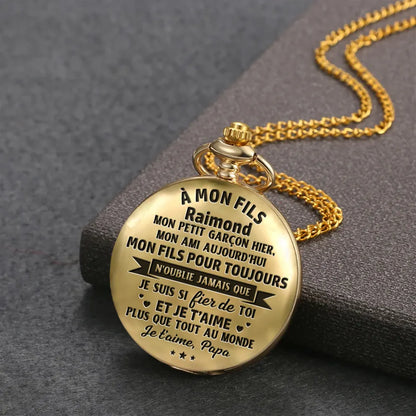 À MON FILS
Raimond
MON PETIT GARÇON HIER,
MON AMI AUJOURD'HUI
MON FILS POUR TOUJOURS
N'OUBLIE JAMAIS QUE
JE SUIS SI fier de TOI
ET JE T'AIME
PLUS QUE TOUT AU MONDE
Je t'aime, Papa